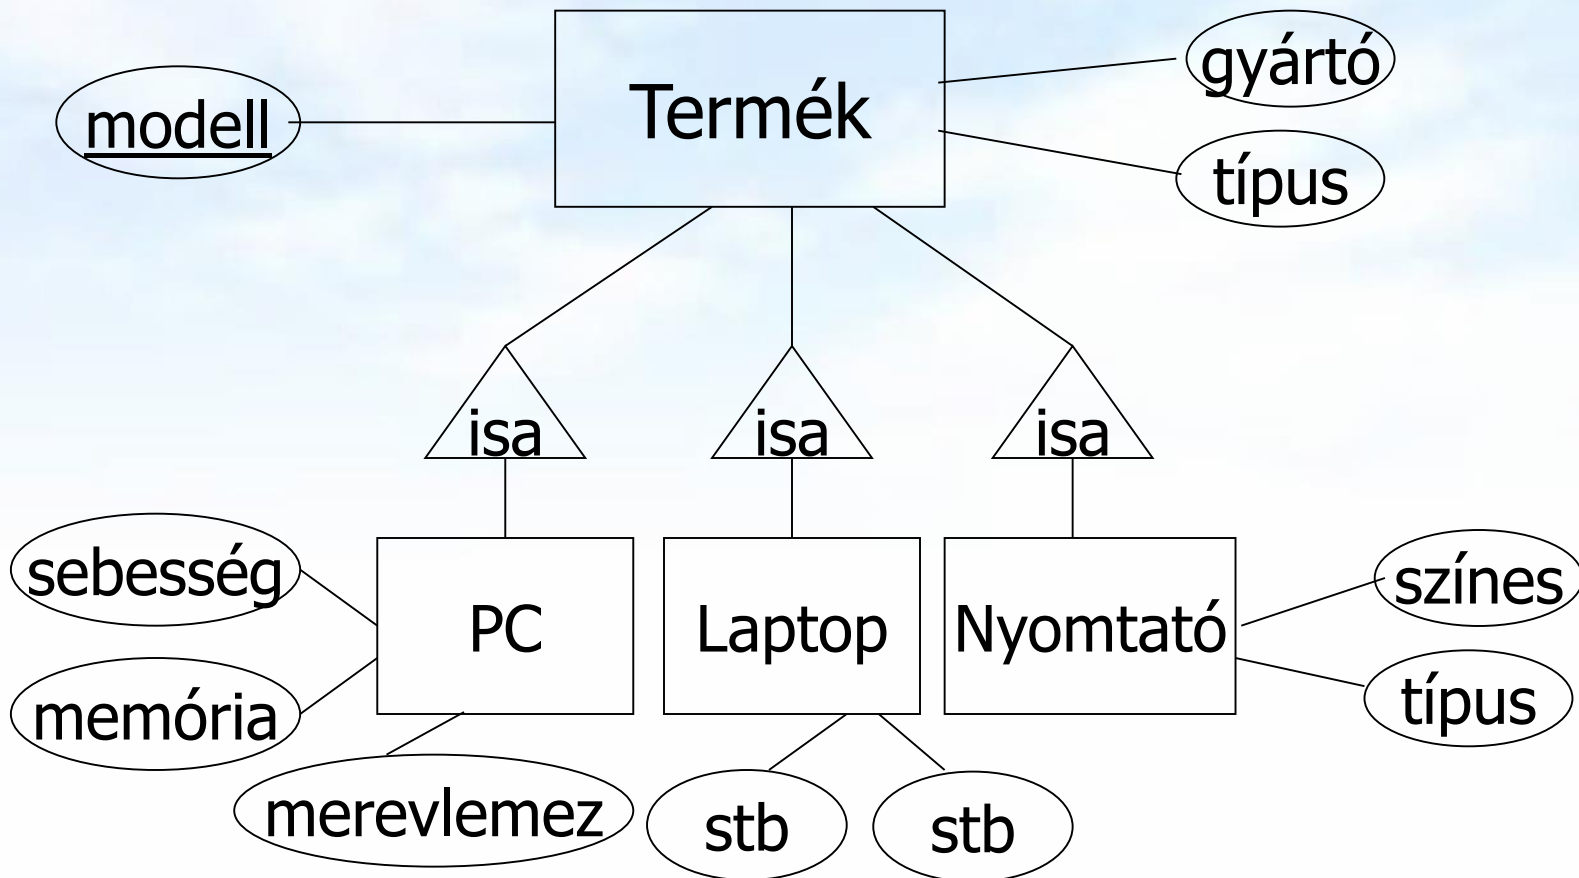 gyártó
modell
Termék
típus
isa
isa
isa
sebesség
PC
Laptop
Nyomtató
színes
memória
típus
merevlemez
stb
stb